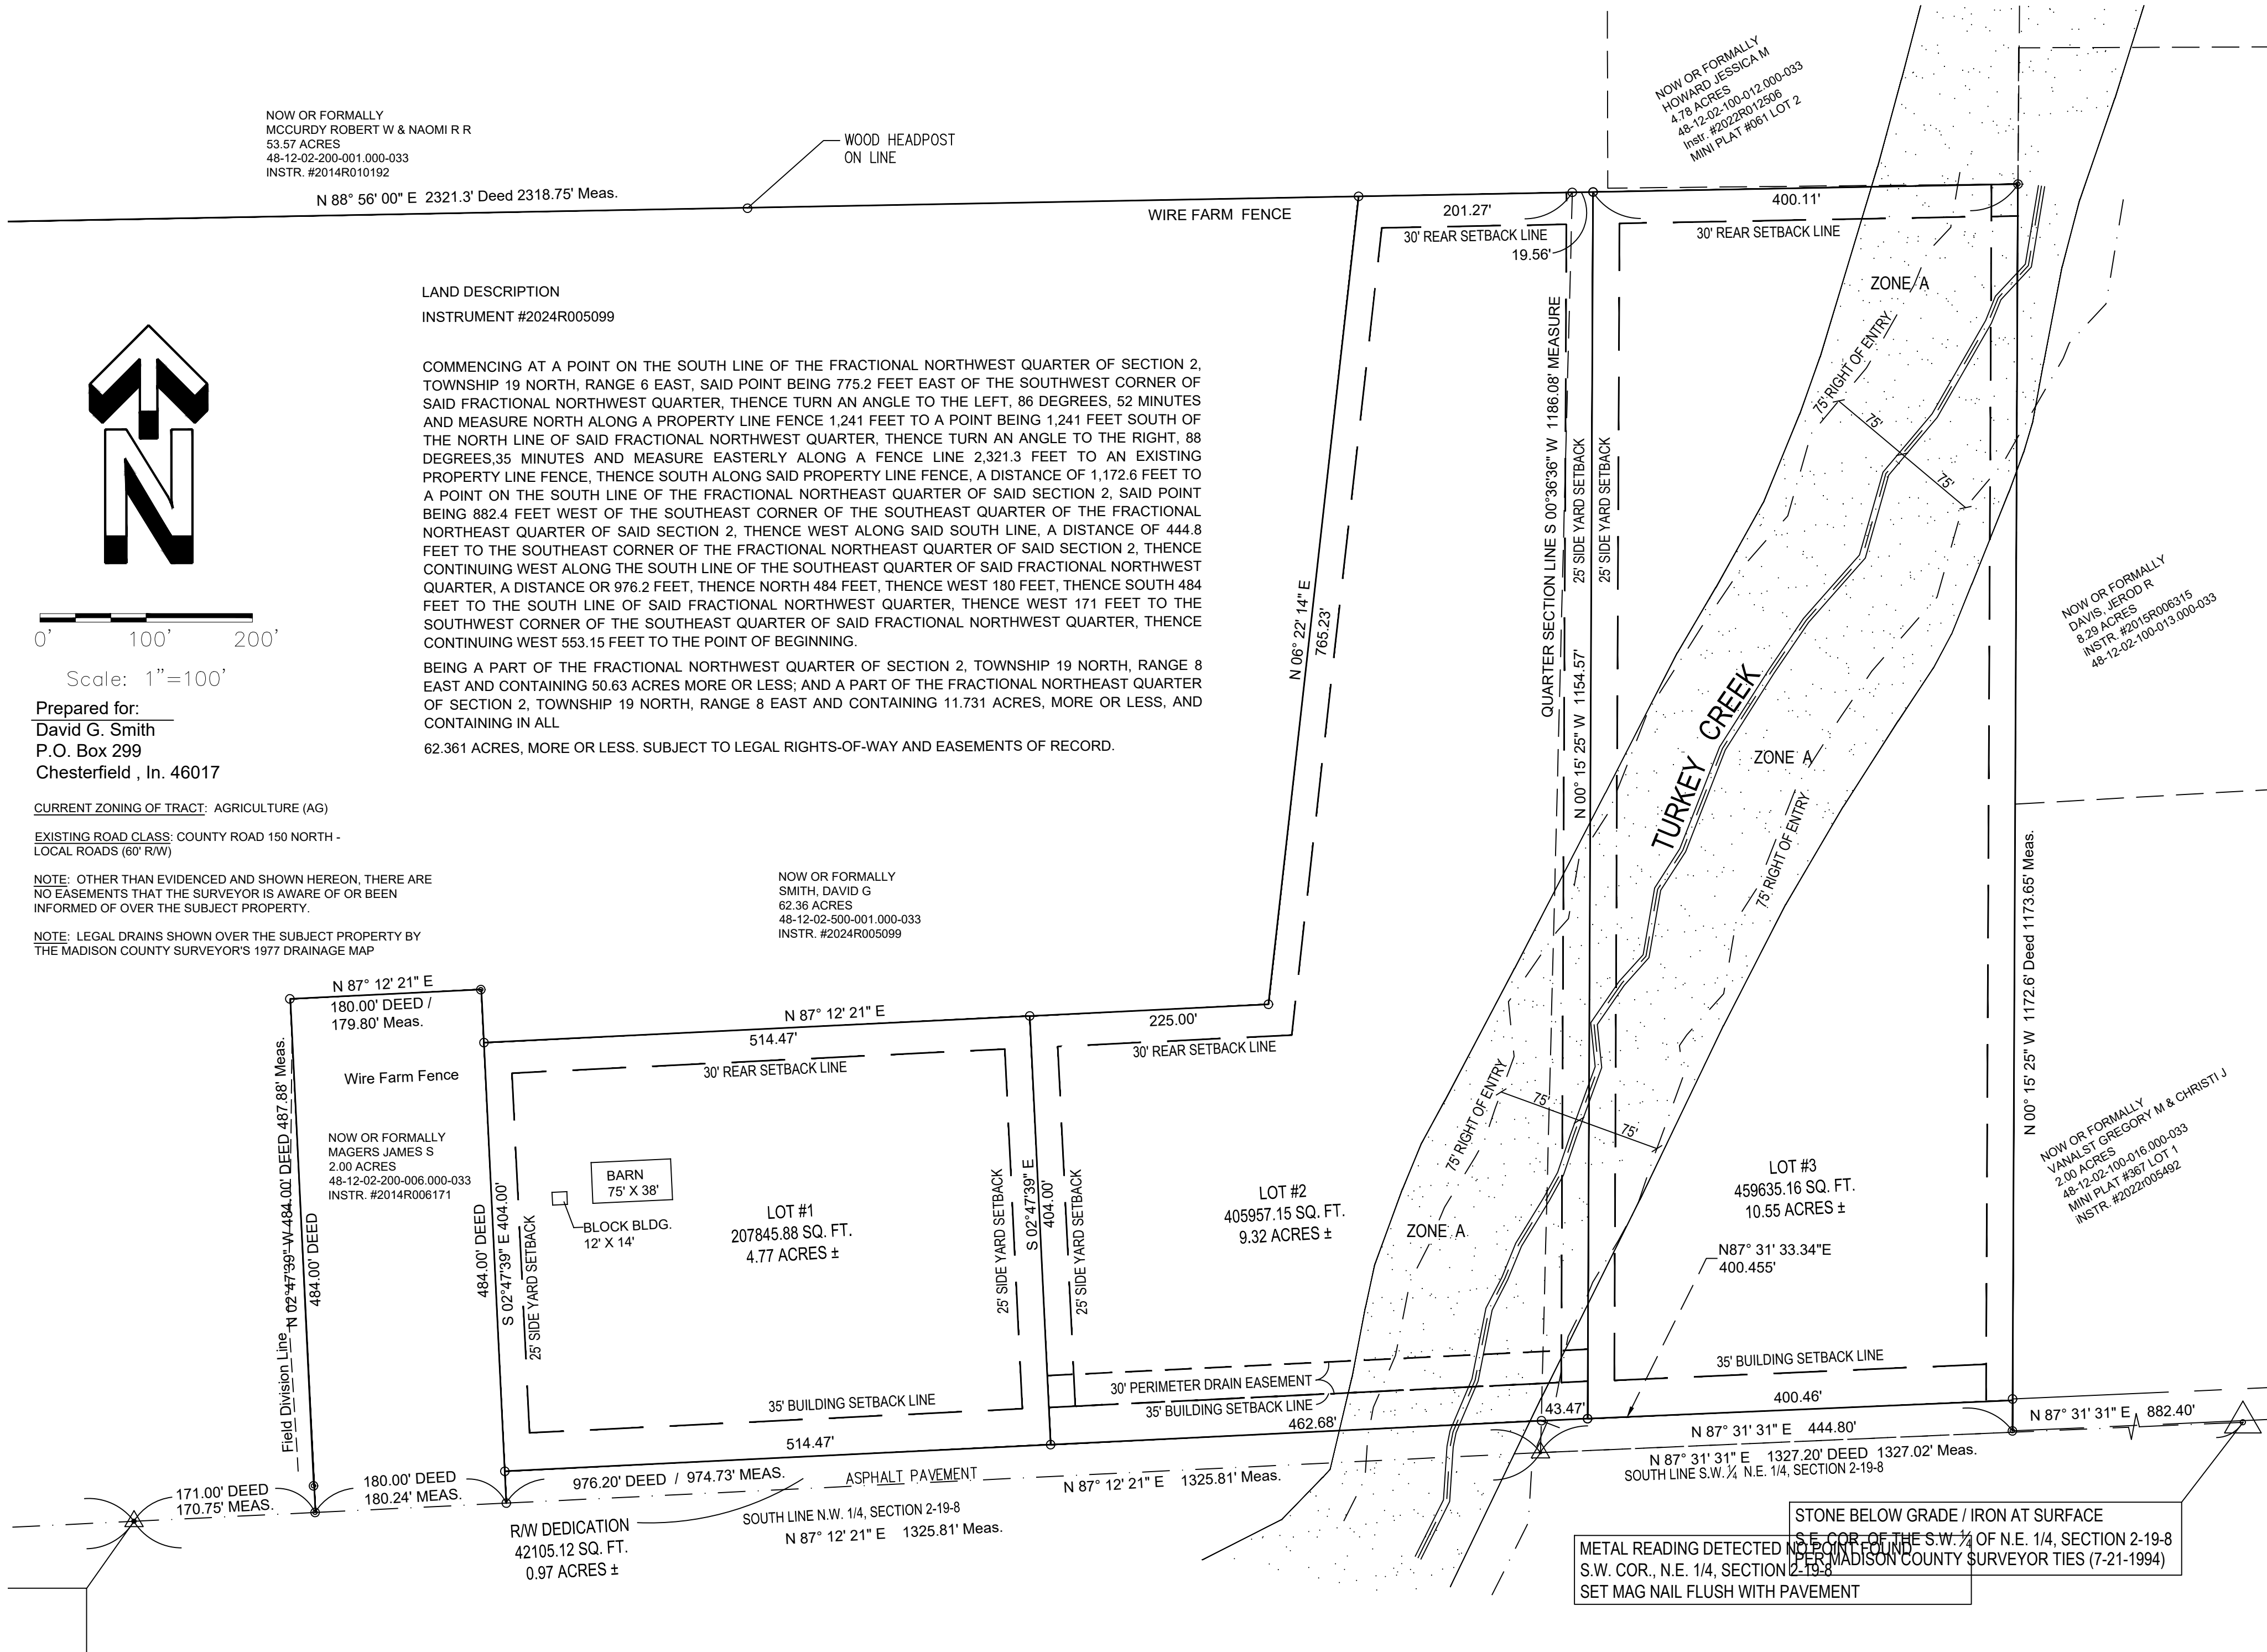 NOW OR FORMALLY
MCCURDY ROBERT W & NAOMI R R
53.57 ACRES
48-12-02-200-001.000-033
INSTR. #2014R010192
N 88° 56' 00" E  2321.3' Deed 2318.75' Meas.
WOOD HEADPOST
ON LINE
WIRE FARM  FENCE
NOW OR FORMALLY
HOWARD JESSICA M
4.78 ACRES
48-12-02-100-012.000-033
Instr. #2022R012506
MINI PLAT #061 LOT 2
201.27'
30' REAR SETBACK LINE
19.56'
400.11'
30' REAR SETBACK LINE
ZONE A
LAND DESCRIPTION
INSTRUMENT #2024R005099
COMMENCING AT A POINT ON THE SOUTH LINE OF THE FRACTIONAL NORTHWEST QUARTER OF SECTION 2,
TOWNSHIP 19 NORTH, RANGE 6 EAST, SAID POINT BEING 775.2 FEET EAST OF THE SOUTHWEST CORNER OF
SAID FRACTIONAL NORTHWEST QUARTER, THENCE TURN AN ANGLE TO THE LEFT, 86 DEGREES, 52 MINUTES
AND MEASURE NORTH ALONG A PROPERTY LINE FENCE 1,241 FEET TO A POINT BEING 1,241 FEET SOUTH OF
THE NORTH LINE OF SAID FRACTIONAL NORTHWEST QUARTER, THENCE TURN AN ANGLE TO THE RIGHT, 88
DEGREES,35 MINUTES AND MEASURE EASTERLY ALONG A FENCE LINE 2,321.3 FEET TO AN EXISTING
PROPERTY LINE FENCE, THENCE SOUTH ALONG SAID PROPERTY LINE FENCE, A DISTANCE OF 1,172.6 FEET TO
A POINT ON THE SOUTH LINE OF THE FRACTIONAL NORTHEAST QUARTER OF SAID SECTION 2, SAID POINT
BEING 882.4 FEET WEST OF THE SOUTHEAST CORNER OF THE SOUTHEAST QUARTER OF THE FRACTIONAL
NORTHEAST QUARTER OF SAID SECTION 2, THENCE WEST ALONG SAID SOUTH LINE, A DISTANCE OF 444.8
FEET TO THE SOUTHEAST CORNER OF THE FRACTIONAL NORTHEAST QUARTER OF SAID SECTION 2, THENCE
CONTINUING WEST ALONG THE SOUTH LINE OF THE SOUTHEAST QUARTER OF SAID FRACTIONAL NORTHWEST
QUARTER, A DISTANCE OR 976.2 FEET, THENCE NORTH 484 FEET, THENCE WEST 180 FEET, THENCE SOUTH 484
FEET TO THE SOUTH LINE OF SAID FRACTIONAL NORTHWEST QUARTER, THENCE WEST 171 FEET TO THE
SOUTHWEST CORNER OF THE SOUTHEAST QUARTER OF SAID FRACTIONAL NORTHWEST QUARTER, THENCE
CONTINUING WEST 553.15 FEET TO THE POINT OF BEGINNING.
BEING A PART OF THE FRACTIONAL NORTHWEST QUARTER OF SECTION 2, TOWNSHIP 19 NORTH, RANGE 8
EAST AND CONTAINING 50.63 ACRES MORE OR LESS; AND A PART OF THE FRACTIONAL NORTHEAST QUARTER
OF SECTION 2, TOWNSHIP 19 NORTH, RANGE 8 EAST AND CONTAINING 11.731 ACRES, MORE OR LESS, AND
CONTAINING IN ALL
62.361 ACRES, MORE OR LESS. SUBJECT TO LEGAL RIGHTS-OF-WAY AND EASEMENTS OF RECORD.
N
0'  100'  200'
Scale: 1"=100'
Prepared for:
David G. Smith
P.O. Box 299
Chesterfield , In. 46017
CURRENT ZONING OF TRACT:  AGRICULTURE (AG)
EXISTING ROAD CLASS: COUNTY ROAD 150 NORTH -
LOCAL ROADS (60' R/W)
NOTE:  OTHER THAN EVIDENCED AND SHOWN HEREON, THERE ARE
NO EASEMENTS THAT THE SURVEYOR IS AWARE OF OR BEEN
INFORMED OF OVER THE SUBJECT PROPERTY.
NOTE:  LEGAL DRAINS SHOWN OVER THE SUBJECT PROPERTY BY
THE MADISON COUNTY SURVEYOR'S 1977 DRAINAGE MAP
NOW OR FORMALLY
SMITH, DAVID G
62.36 ACRES
48-12-02-500-001.000-033
INSTR. #2024R005099
N 06° 22' 14" E
765.23'
QUARTER SECTION LINE S 00°36'36" W  1186.08' MEASURE
25' SIDE YARD SETBACK
25' SIDE YARD SETBACK
N 00° 15' 25" W  1154.57'
75' RIGHT OF ENTRY
75'
75'
TURKEY CREEK
ZONE A
75' RIGHT OF ENTRY
NOW OR FORMALLY
DAVIS, JEROD R
8.29 ACRES
iNSTR. #2015R006315
48-12-02-100-013.000-033
N 00° 15' 25" W  1172.6' Deed 1173.65' Meas.
NOW OR FORMALLY
VANALST GREGORY M & CHRISTI J
2.00 ACRES
48-12-02-100-016.000-033
MINI PLAT #367 LOT 1
iNSTR. #2022r005492
N 87° 12' 21" E
180.00' DEED /
179.80' Meas.
Wire Farm Fence
NOW OR FORMALLY
MAGERS JAMES S
2.00 ACRES
48-12-02-200-006.000-033
INSTR. #2014R006171
Field Division Line
N 02°47'39" W 484.00' DEED 487.88' Meas.
484.00' DEED
484.00' DEED
S 02°47'39" E 404.00'
25' SIDE YARD SETBACK
N 87° 12' 21" E
514.47'
30' REAR SETBACK LINE
225.00'
30' REAR SETBACK LINE
BARN
75' X 38'
BLOCK BLDG.
12' X 14'
LOT #1
207845.88 SQ. FT.
4.77 ACRES ±
25' SIDE YARD SETBACK
S 02°47'39" E
404.00'
25' SIDE YARD SETBACK
LOT #2
405957.15 SQ. FT.
9.32 ACRES ±
75' RIGHT OF ENTRY
75'
75'
ZONE A
LOT #3
459635.16 SQ. FT.
10.55 ACRES ±
N87° 31' 33.34"E
400.455'
35' BUILDING SETBACK LINE
30' PERIMETER DRAIN EASEMENT
35' BUILDING SETBACK LINE
35' BUILDING SETBACK LINE
514.47'
462.68'
43.47'
400.46'
171.00' DEED
170.75' MEAS.
180.00' DEED
180.24' MEAS.
976.20' DEED  /  974.73' MEAS.
ASPHALT PAVEMENT
N 87° 12' 21" E    1325.81' Meas.
N 87° 31' 31" E    444.80'
N 87° 31' 31" E    882.40'
N 87° 31' 31" E    1327.20' DEED  1327.02' Meas.
SOUTH LINE S.W. ¼ N.E. 1/4, SECTION 2-19-8
R/W DEDICATION
42105.12 SQ. FT.
0.97 ACRES ±
SOUTH LINE N.W. 1/4, SECTION 2-19-8
N 87° 12' 21" E    1325.81' Meas.
STONE BELOW GRADE / IRON AT SURFACE
S.E. COR. OF THE S.W. ¼ OF N.E. 1/4, SECTION 2-19-8
PER MADISON COUNTY SURVEYOR TIES (7-21-1994)
METAL READING DETECTED NO POINT FOUND
S.W. COR., N.E. 1/4, SECTION 2-19-8
SET MAG NAIL FLUSH WITH PAVEMENT